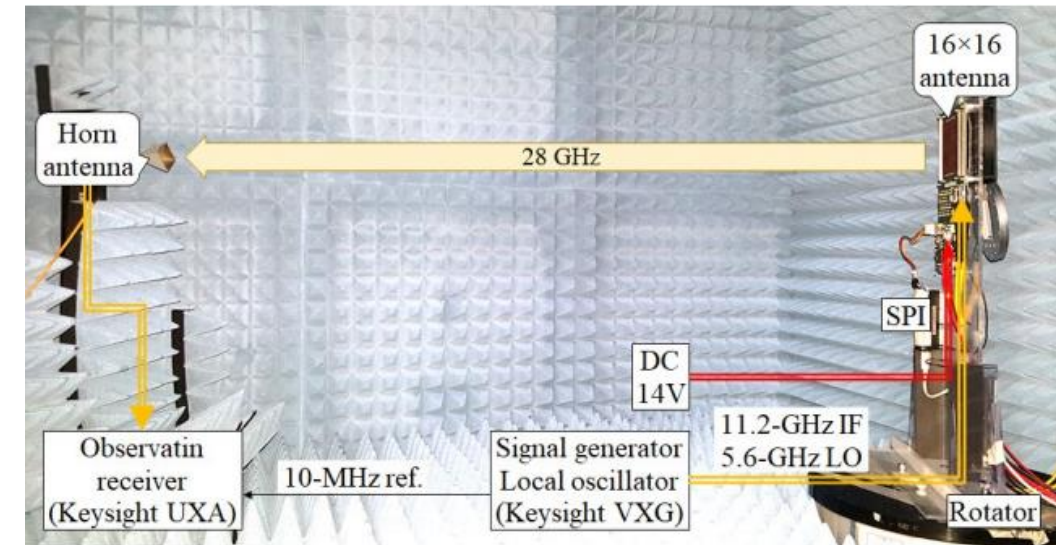 16×16
antenna
Horn
antenna
28 GHz
SPI
DC
14V
11.2-GHz IF
5.6-GHz LO
Observatin
receiver
(Keysight UXA)
10-MHz ref.
Signal generator
Local oscillator
(Keysight VXG)
Rotator